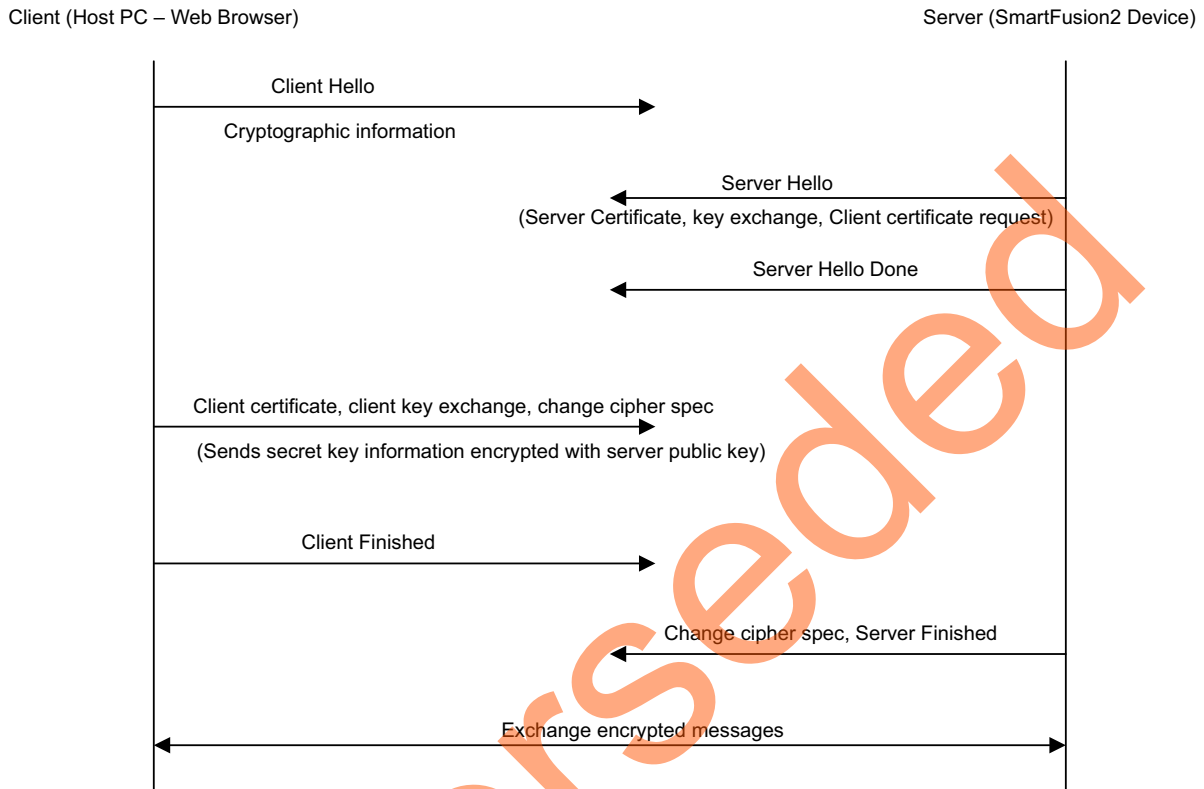 Client (Host PC – Web Browser)
Server (SmartFusion2 Device)
Client Hello
Cryptographic information
Server Hello
(Server Certificate, key exchange, Client certificate request)
Server Hello Done
Client certificate, client key exchange, change cipher spec
(Sends secret key information encrypted with server public key)
Client Finished
Change cipher spec, Server Finished
Exchange encrypted messages
erseded